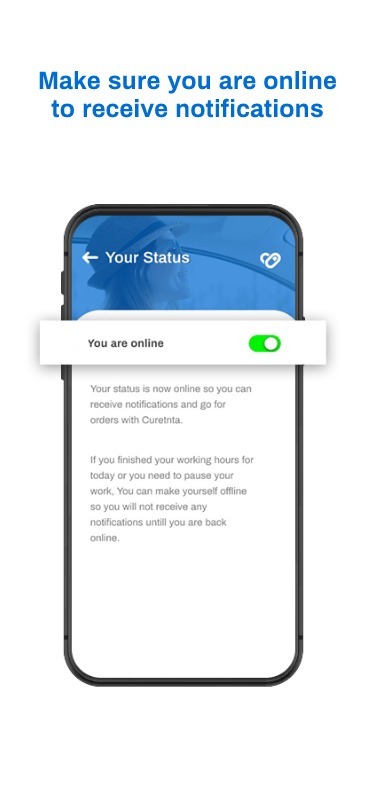 Make sure you are online
to receive notifications
Your Status
You are online
Your status is now online so you can
receive notifications and go for
orders with Curetnta.
If you finished your working hours for
today or you need to pause your
work, You can make yourself offline
so you will not receive any
notifications untill you are back
online.